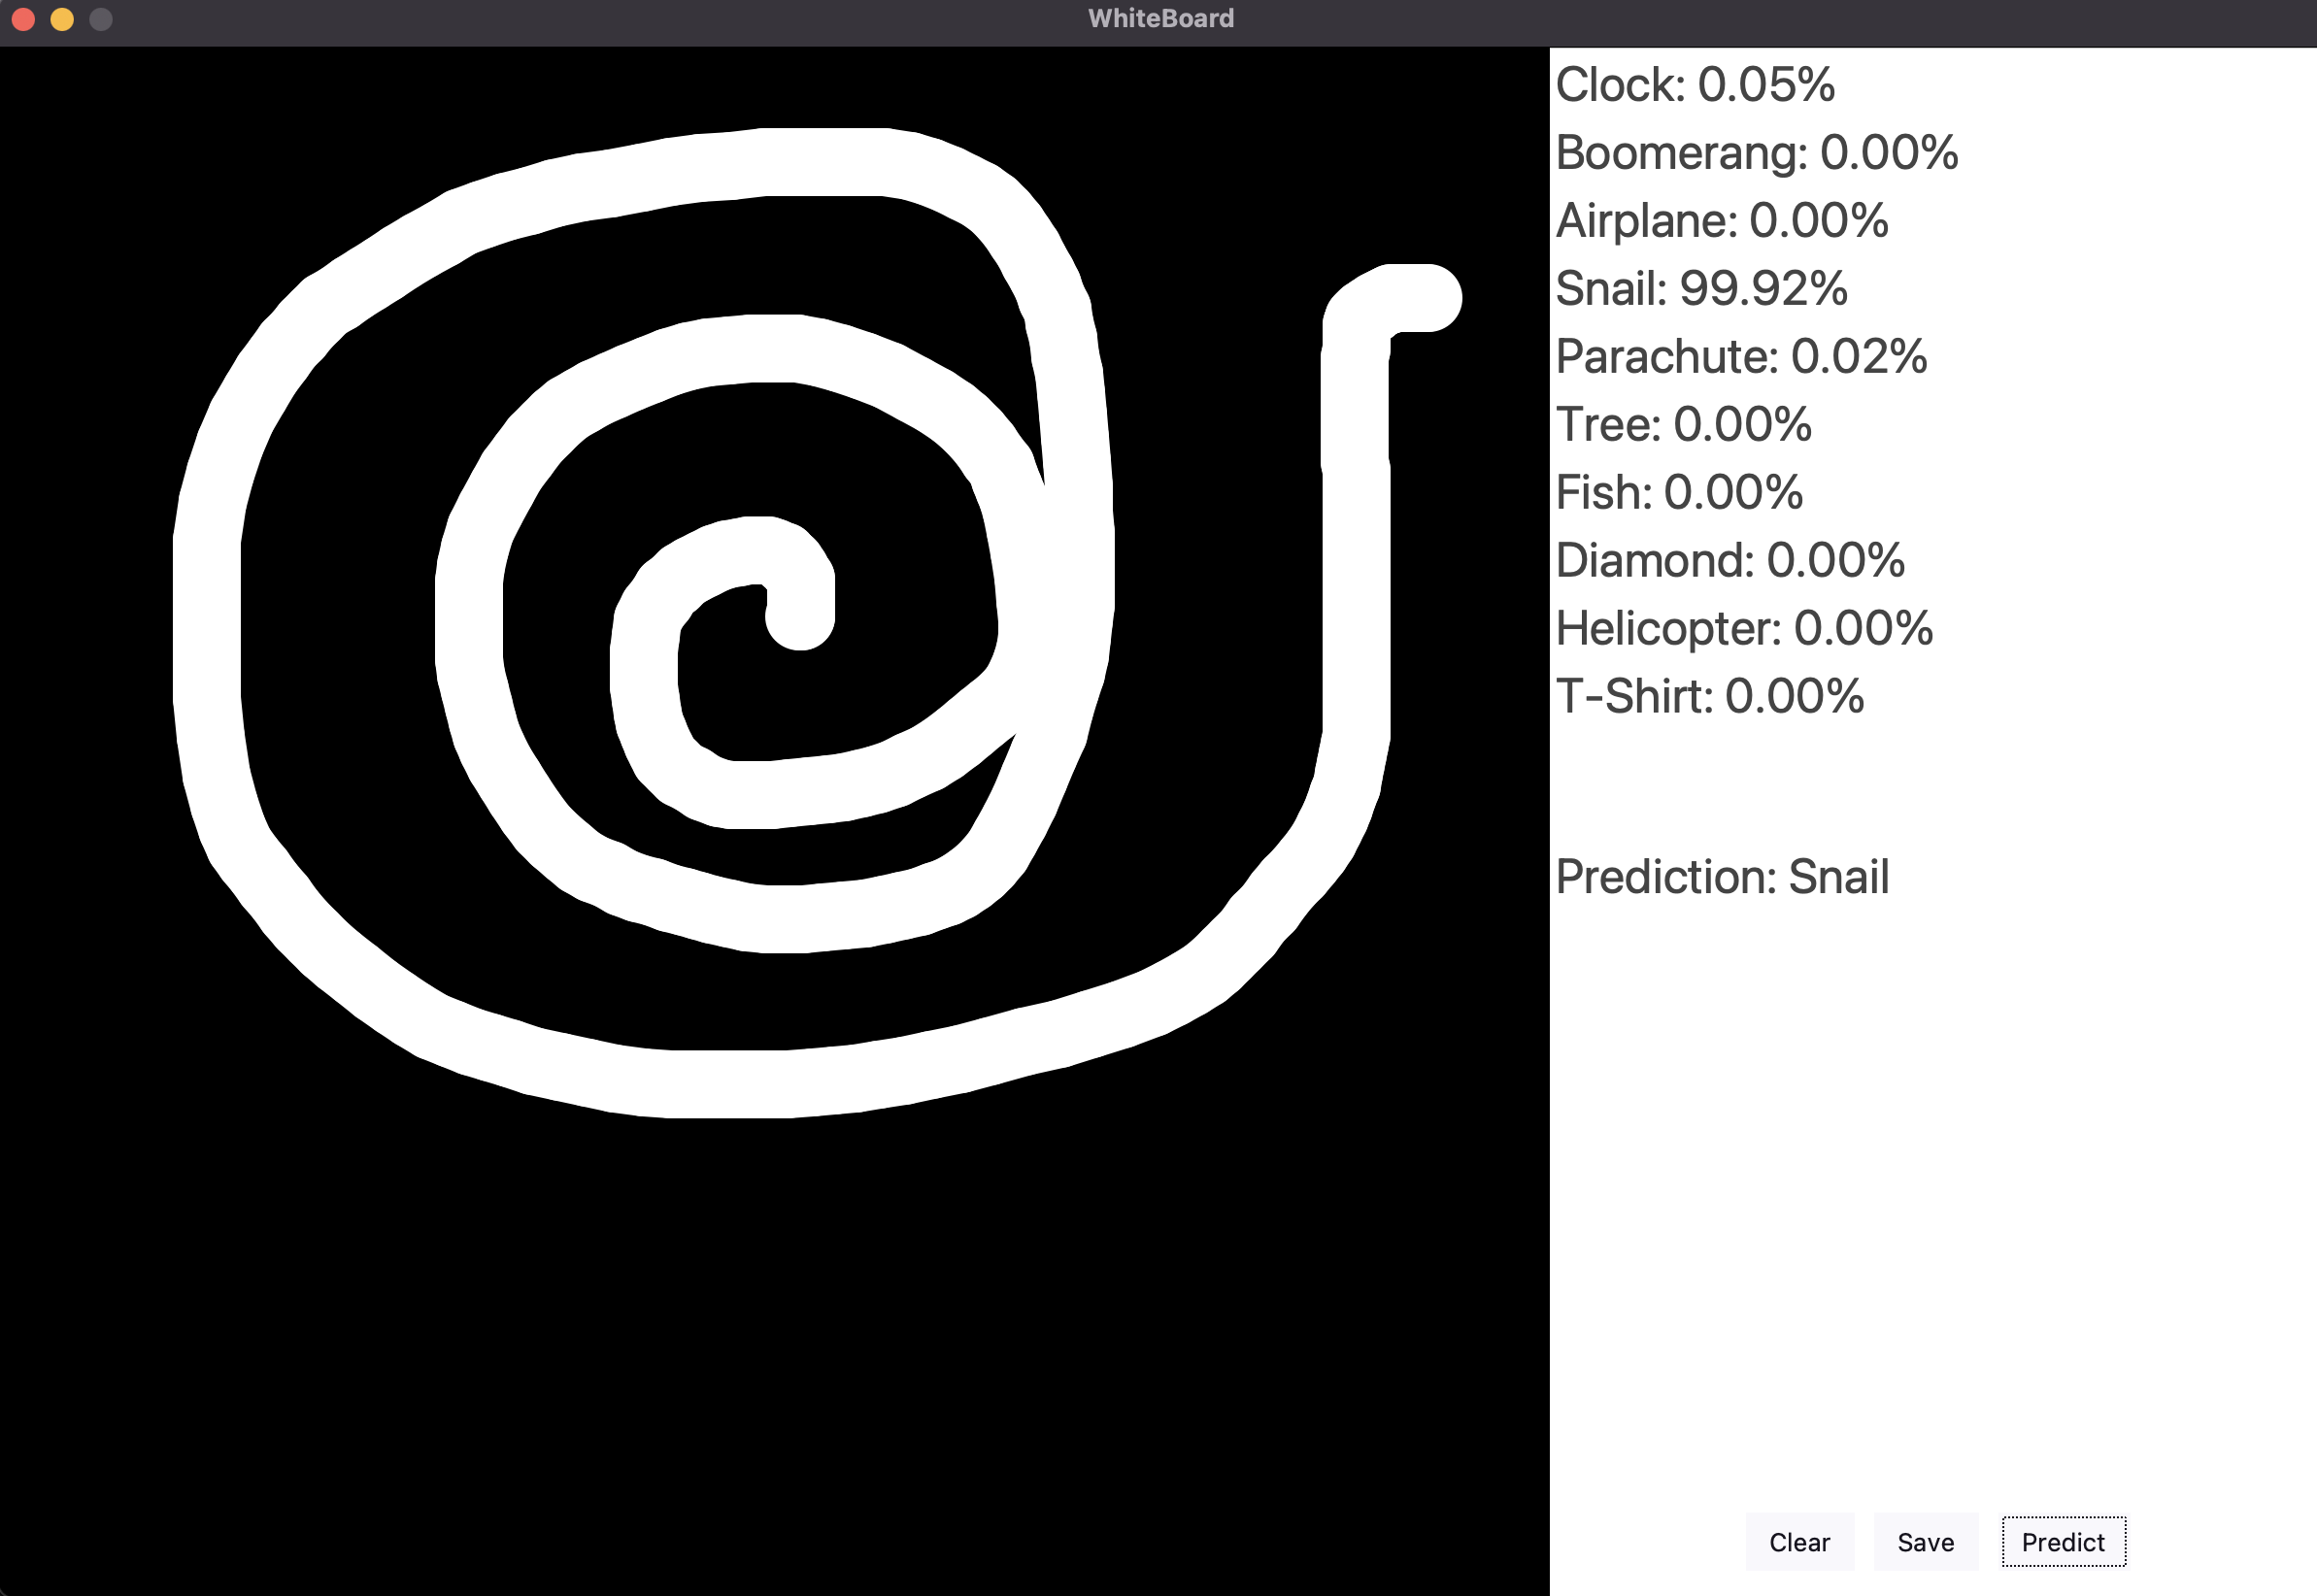 WhiteBoard
Clock: 0.05%
Boomerang: 0.00%
Airplane: 0.00%
Snail: 99.92%
Parachute: 0.02%
Tree: 0.00%
Fish: 0.00%
Diamond: 0.00%
Helicopter: 0.00%
T-Shirt: 0.00%
Prediction: Snail
Clear Save Predict